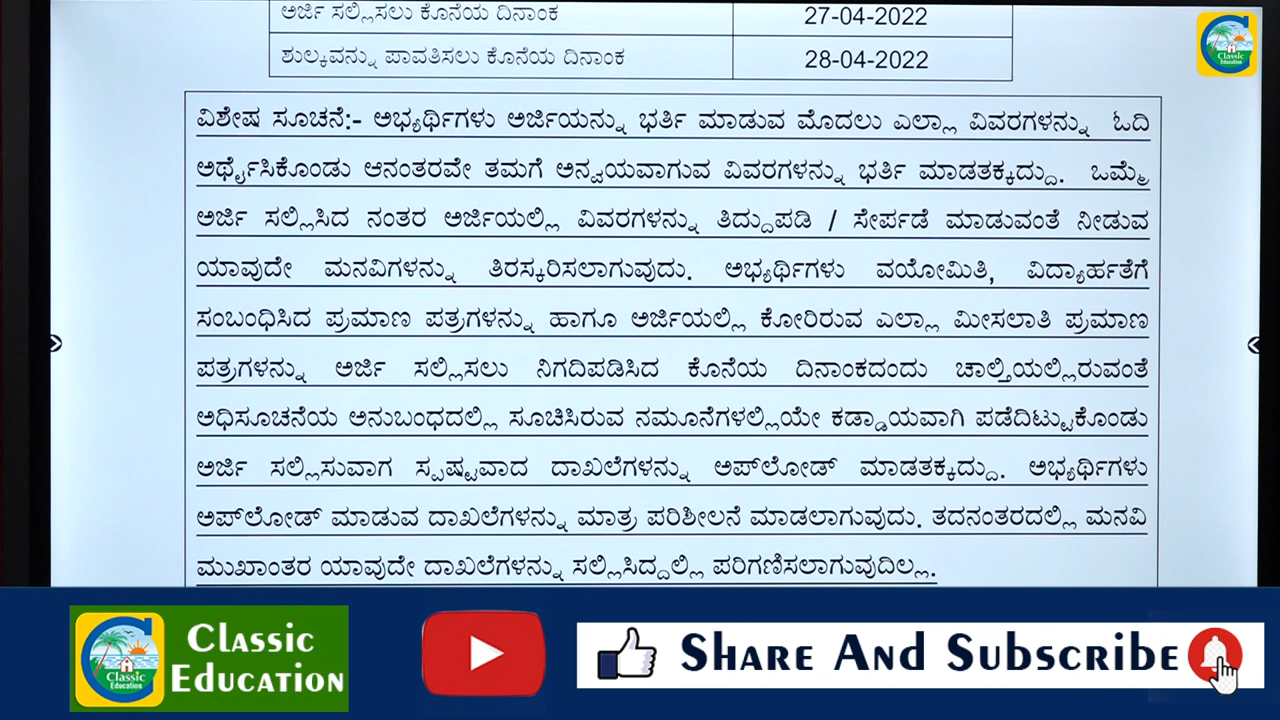 ಅರ್ಜಿ ಸಲ್ಲಿಸಲು ಕೊನೆಯ ದಿನಾಂಕ 27-04-2022
ಶುಲ್ಕವನ್ನು ಪಾವತಿಸಲು ಕೊನೆಯ ದಿನಾಂಕ 28-04-2022
Classic
Education
ವಿಶೇಷ ಸೂಚನೆ:- ಅಭ್ಯರ್ಥಿಗಳು ಅರ್ಜಿಯನ್ನು ಭರ್ತಿ ಮಾಡುವ ಮೊದಲು ಎಲ್ಲಾ ವಿವರಗಳನ್ನು ಓದಿ
ಅರ್ಥೈಸಿಕೊಂಡು ಆನಂತರವೇ ತಮಗೆ ಅನ್ವಯವಾಗುವ ವಿವರಗಳನ್ನು ಭರ್ತಿ ಮಾಡತಕ್ಕದ್ದು. ಒಮ್ಮೆ
ಅರ್ಜಿ ಸಲ್ಲಿಸಿದ ನಂತರ ಅರ್ಜಿಯಲ್ಲಿ ವಿವರಗಳನ್ನು ತಿದ್ದುಪಡಿ / ಸೇರ್ಪಡೆ ಮಾಡುವಂತೆ ನೀಡುವ
ಯಾವುದೇ ಮನವಿಗಳನ್ನು ತಿರಸ್ಕರಿಸಲಾಗುವುದು. ಅಭ್ಯರ್ಥಿಗಳು ವಯೋಮಿತಿ, ವಿದ್ಯಾರ್ಹತೆಗೆ
ಸಂಬಂಧಿಸಿದ ಪ್ರಮಾಣ ಪತ್ರಗಳನ್ನು ಹಾಗೂ ಅರ್ಜಿಯಲ್ಲಿ ಕೋರಿರುವ ಎಲ್ಲಾ ಮೀಸಲಾತಿ ಪ್ರಮಾಣ
ಪತ್ರಗಳನ್ನು ಅರ್ಜಿ ಸಲ್ಲಿಸಲು ನಿಗದಿಪಡಿಸಿದ ಕೊನೆಯ ದಿನಾಂಕದಂದು ಚಾಲ್ತಿಯಲ್ಲಿರುವಂತೆ
ಅಧಿಸೂಚನೆಯ ಅನುಬಂಧದಲ್ಲಿ ಸೂಚಿಸಿರುವ ನಮೂನೆಗಳಲ್ಲಿಯೇ ಕಡ್ಡಾಯವಾಗಿ ಪಡೆದಿಟ್ಟುಕೊಂಡು
ಅರ್ಜಿ ಸಲ್ಲಿಸುವಾಗ ಸ್ಪಷ್ಟವಾದ ದಾಖಲೆಗಳನ್ನು ಅಪ್‌ಲೋಡ್ ಮಾಡತಕ್ಕದ್ದು. ಅಭ್ಯರ್ಥಿಗಳು
ಅಪ್‌ಲೋಡ್ ಮಾಡುವ ದಾಖಲೆಗಳನ್ನು ಮಾತ್ರ ಪರಿಶೀಲನೆ ಮಾಡಲಾಗುವುದು. ತದನಂತರದಲ್ಲಿ ಮನವಿ
ಮುಖಾಂತರ ಯಾವುದೇ ದಾಖಲೆಗಳನ್ನು ಸಲ್ಲಿಸಿದ್ದಲ್ಲಿ ಪರಿಗಣಿಸಲಾಗುವುದಿಲ್ಲ.
Classic
Education
Classic
Education
Share And Subscribe